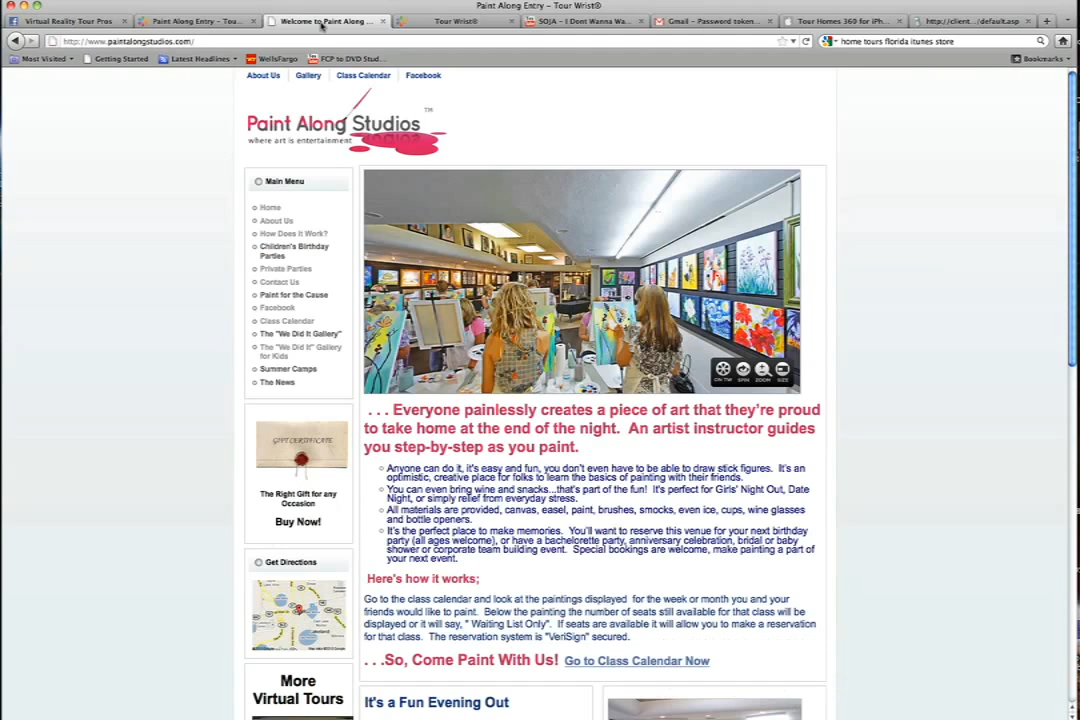 Paint Along Entry – Tour Wrist®
Virtual Reality Tour Pros
Paint Along Entry – Tou...
Welcome to Paint Along ...
Tour Wrist®
SOJA – I Dont Wanna Wa...
Gmail – Password token...
Tour Homes 360 for iPh...
http://client.../default.asp
http://www.paintalongstudios.com/
home tours florida itunes store
Most Visited
Getting Started
Latest Headlines
WellsFargo
FCP to DVD Stud...
Bookmarks
About Us
Gallery
Class Calendar
Facebook
Paint Along Studios
TM
where art is entertainment
Main Menu
Home
About Us
How Does It Work?
Children's Birthday
Parties
Private Parties
Contact Us
Paint for the Cause
Facebook
Class Calendar
The "We Did It Gallery"
The "We Did It" Gallery
for Kids
Summer Camps
The News
GIFT CERTIFICATE
The Right Gift for any
Occasion
Buy Now!
Get Directions
More
Virtual Tours
ON TW
SPIN
ZOOM
SIZE
. . . Everyone painlessly creates a piece of art that they're proud
to take home at the end of the night. An artist instructor guides
you step-by-step as you paint.
Anyone can do it, it's easy and fun, you don't even have to be able to draw stick figures. It's an
optimistic, creative place for folks to learn the basics of painting with their friends.
You can even bring wine and snacks...that's part of the fun! It's perfect for Girls' Night Out, Date
Night, or simply relief from everyday stress.
All materials are provided, canvas, easel, paint, brushes, smocks, even ice, cups, wine glasses
and bottle openers.
It's the perfect place to make memories. You'll want to reserve this venue for your next birthday
party (all ages welcome), or have a bachelorette party, anniversary celebration, bridal or baby
shower or corporate team building event. Special bookings are welcome, make painting a part of
your next event.
Here's how it works;
Go to the class calendar and look at the paintings displayed for the week or month you and your
friends would like to paint. Below the painting the number of seats still available for that class will be
displayed or it will say, " Waiting List Only". If seats are available it will allow you to make a reservation
for that class. The reservation system is "VeriSign" secured.
. . .So, Come Paint With Us! Go to Class Calendar Now
It's a Fun Evening Out